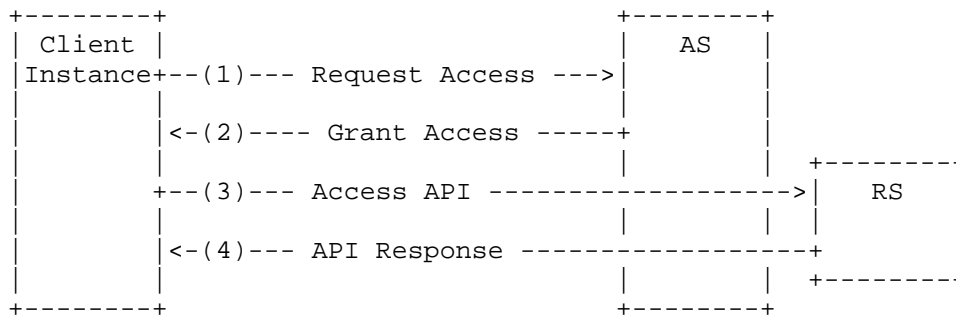 Client AS
Instance (1) Request Access
(2) Grant Access
(3) Access API RS
(4) API Response